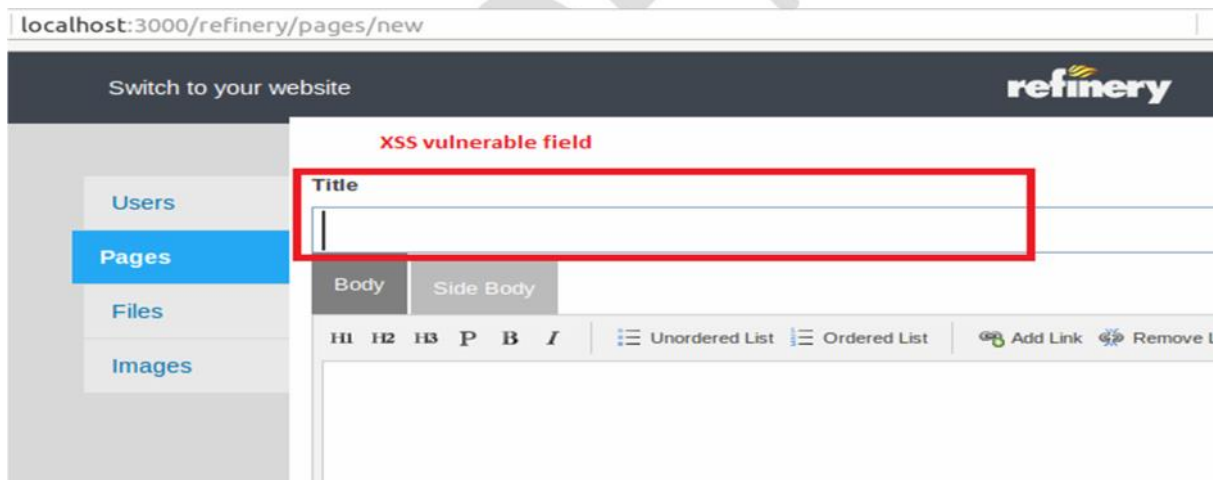 localhost:3000/refinery/pages/new
Switch to your website
refinery
XSS vulnerable field
Title
Users
Pages
Files
Images
Body Side Body
H1 H2 H3 P B I Unordered List Ordered List Add Link Remove L